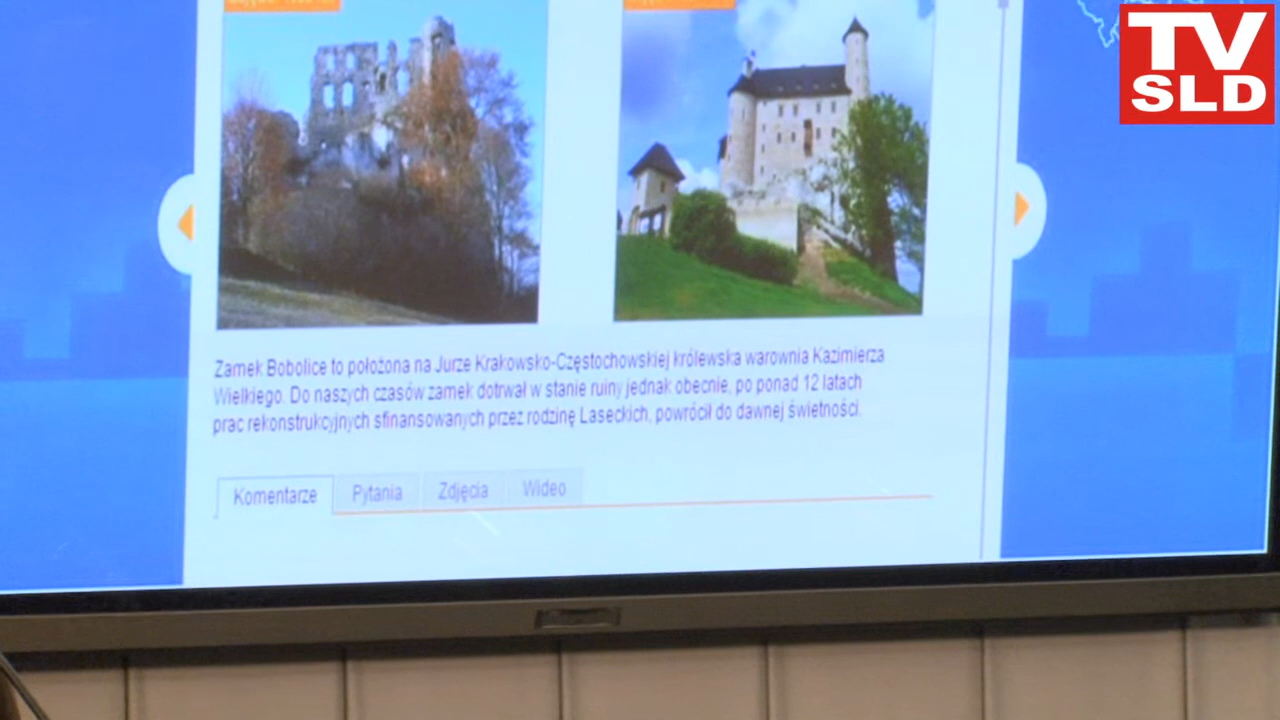 TV
SLD
Zamek Bobolice to położona na Jurze Krakowsko-Częstochowskiej królewska warownia Kazimierza
Wielkiego. Do naszych czasów zamek dotrwał w stanie ruiny jednak obecnie, po ponad 12 latach
prac rekonstrukcyjnych sfinansowanych przez rodzinę Laseckich, powrócił do dawnej świetności.
Komentarze Pytania Zdjęcia Wideo